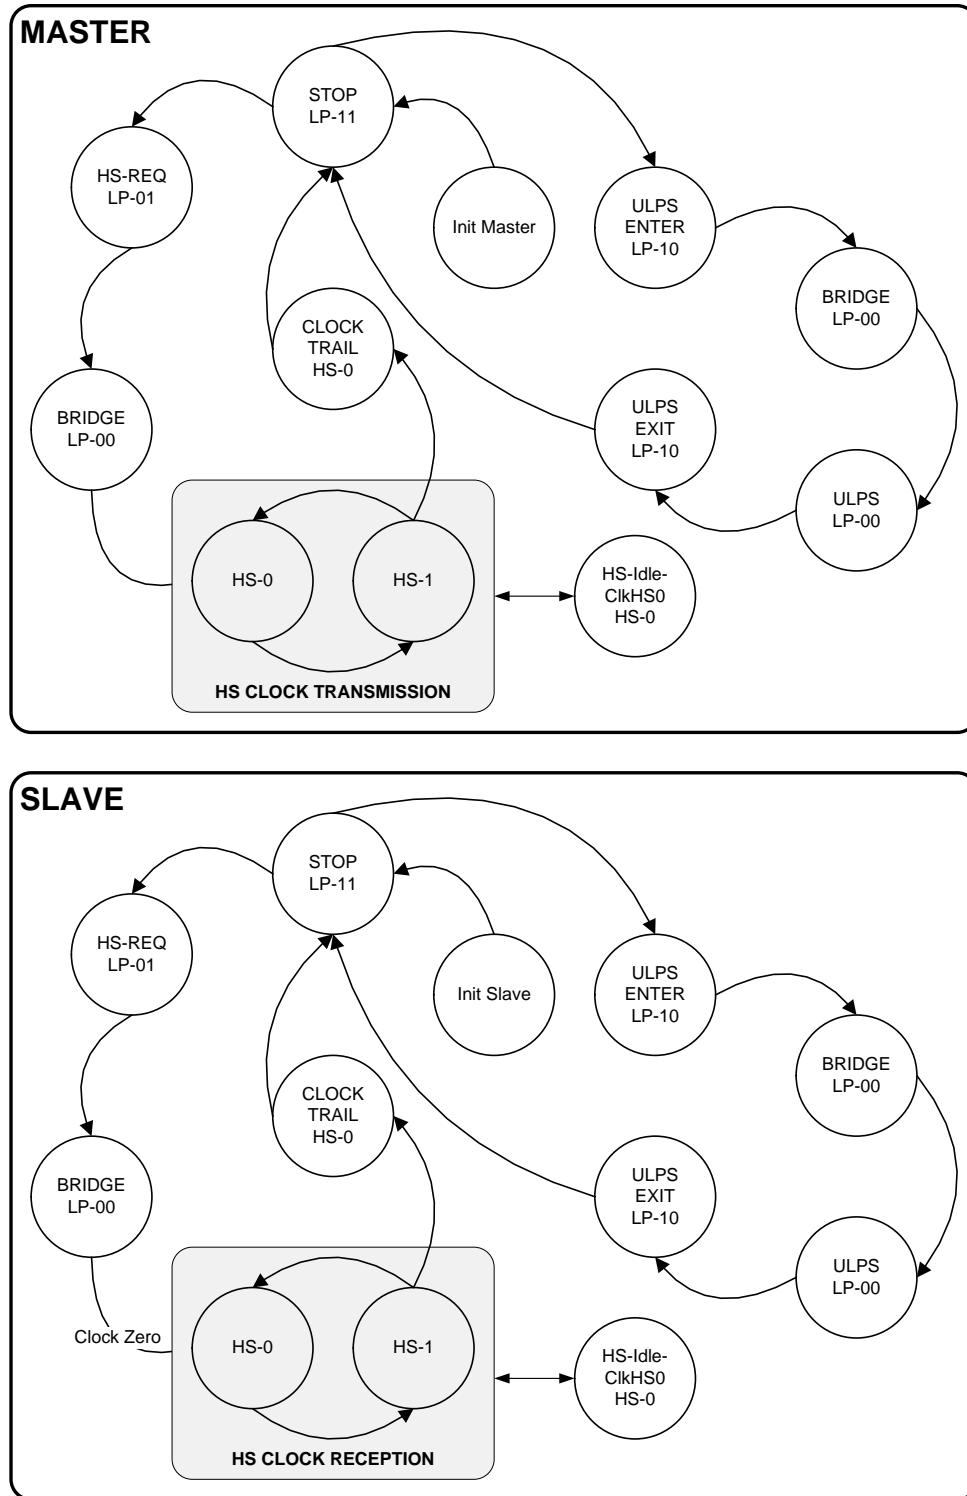 MASTER
STOP
LP-11
HS-REQ
LP-01
Init Master
ULPS
ENTER
LP-10
BRIDGE
LP-00
CLOCK
TRAIL
HS-0
BRIDGE
LP-00
ULPS
EXIT
LP-10
ULPS
LP-00
HS-0
HS-1
HS-Idle-
ClkHS0
HS-0
HS CLOCK TRANSMISSION
SLAVE
STOP
LP-11
HS-REQ
LP-01
Init Slave
ULPS
ENTER
LP-10
BRIDGE
LP-00
CLOCK
TRAIL
HS-0
BRIDGE
LP-00
ULPS
EXIT
LP-10
ULPS
LP-00
Clock Zero
HS-0
HS-1
HS-Idle-
ClkHS0
HS-0
HS CLOCK RECEPTION